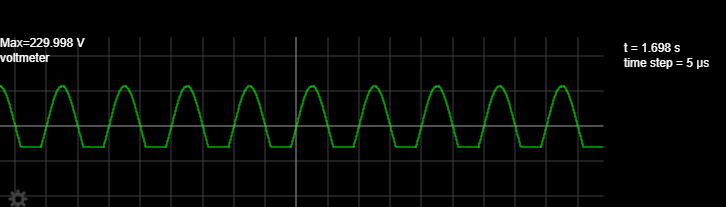 Max=229.998 V
voltmeter
t = 1.698 s
time step = 5 μs